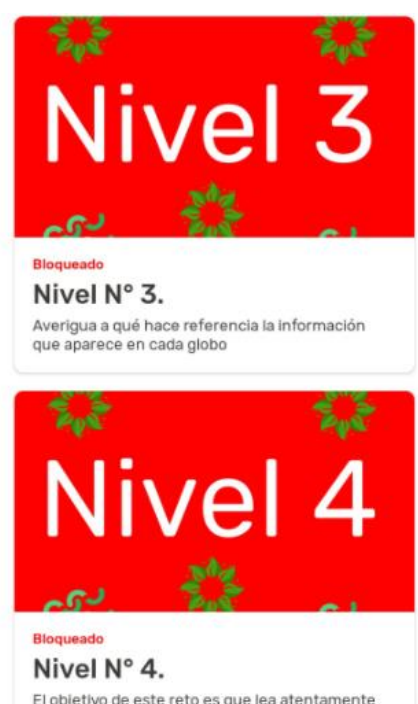 Nivel 3
Bloqueado
Nivel N° 3.
Averigua a qué hace referencia la información
que aparece en cada globo
Nivel 4
Bloqueado
Nivel N° 4.
El objetivo de este reto es que lea atentamente